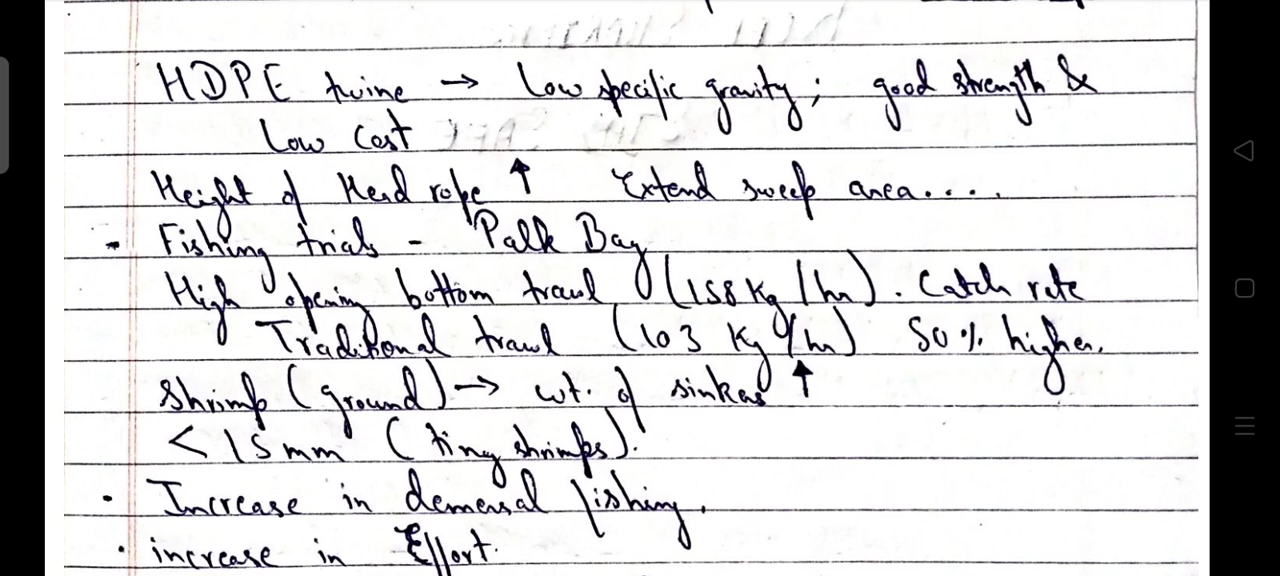 HDPE twine → Low specific gravity; good strength &
Low Cost
Height of Head rope ↑ Extend sweep area....
- Fishing trials - Palk Bay
High opening bottom trawl (158 Kg / hr). Catch rate
Traditional trawl (103 Kg/hr) 50% higher.
Shrimp (ground) → wt. of sinkers ↑
< 15mm (tiny shrimps).
• Increase in demersal fishing.
• increase in Effort.